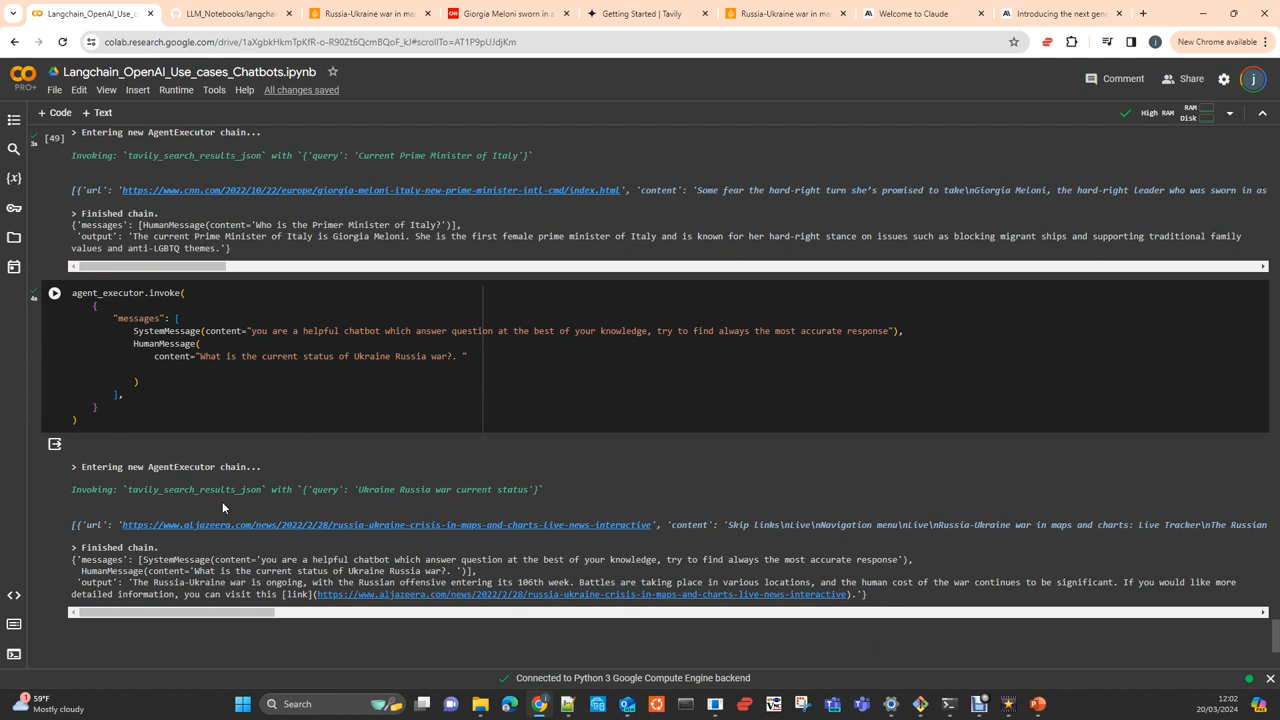 Langchain_OpenAI_Use_c
LLM_Notebooks/langchai
Russia-Ukraine war in ma
Giorgia Meloni sworn in a
Getting Started | Tavily
Russia-Ukraine war in ma
Welcome to Claude
Introducing the next gen
colab.research.google.com/drive/1aXgbkHkmTpKfR-o-R90Zt6QcmBQoF_kJ#scrollTo=AT1P9pUJdjKm
New Chrome available
PRO+
Langchain_OpenAI_Use_cases_Chatbots.ipynb
File Edit View Insert Runtime Tools Help All changes saved
Comment
Share
j
+ Code + Text
High RAM
RAM
Disk
[49]
3s
> Entering new AgentExecutor chain...
Invoking: `tavily_search_results_json` with `{'query': 'Current Prime Minister of Italy'}`
[{'url': 'https://www.cnn.com/2022/10/22/europe/giorgia-meloni-italy-new-prime-minister-intl-cmd/index.html', 'content': 'Some fear the hard-right turn she’s promised to take\nGiorgia Meloni, the hard-right leader who was sworn in as
> Finished chain.
{'messages': [HumanMessage(content='Who is the Primer Minister of Italy?')],
'output': 'The current Prime Minister of Italy is Giorgia Meloni. She is the first female prime minister of Italy and is known for her hard-right stance on issues such as blocking migrant ships and supporting traditional family
values and anti-LGBTQ themes.'}
4s
agent_executor.invoke(
{
"messages": [
SystemMessage(content="you are a helpful chatbot which answer question at the best of your knowledge, try to find always the most accurate response"),
HumanMessage(
content="What is the current status of Ukraine Russia war?. "
)
],
}
)
> Entering new AgentExecutor chain...
Invoking: `tavily_search_results_json` with `{'query': 'Ukraine Russia war current status'}`
[{'url': 'https://www.aljazeera.com/news/2022/2/28/russia-ukraine-crisis-in-maps-and-charts-live-news-interactive', 'content': 'Skip links\nLive\nNavigation menu\nLive\nRussia-Ukraine war in maps and charts: Live Tracker\nThe Russian
> Finished chain.
{'messages': [SystemMessage(content='you are a helpful chatbot which answer question at the best of your knowledge, try to find always the most accurate response'),
HumanMessage(content='What is the current status of Ukraine Russia war?. ')],
'output': 'The Russia-Ukraine war is ongoing, with the Russian offensive entering its 106th week. Battles are taking place in various locations, and the human cost of the war continues to be significant. If you would like more
detailed information, you can visit this [link](https://www.aljazeera.com/news/2022/2/28/russia-ukraine-crisis-in-maps-and-charts-live-news-interactive).'}
Connected to Python 3 Google Compute Engine backend
1
59°F
Mostly cloudy
Search
12:02
20/03/2024